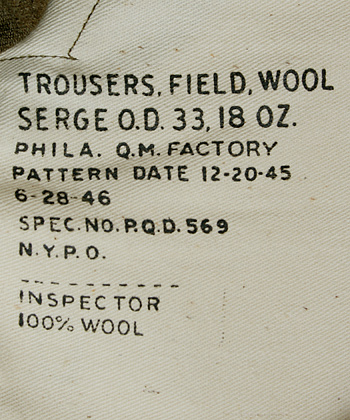 TROUSERS, FIELD, WOOL
SERGE O.D. 33, 18 OZ.
PHILA. Q.M. FACTORY
PATTERN DATE 12-20-45
6-28-46
SPEC. NO. P.Q.D. 569
N.Y.P.O.
----------
INSPECTOR
100% WOOL